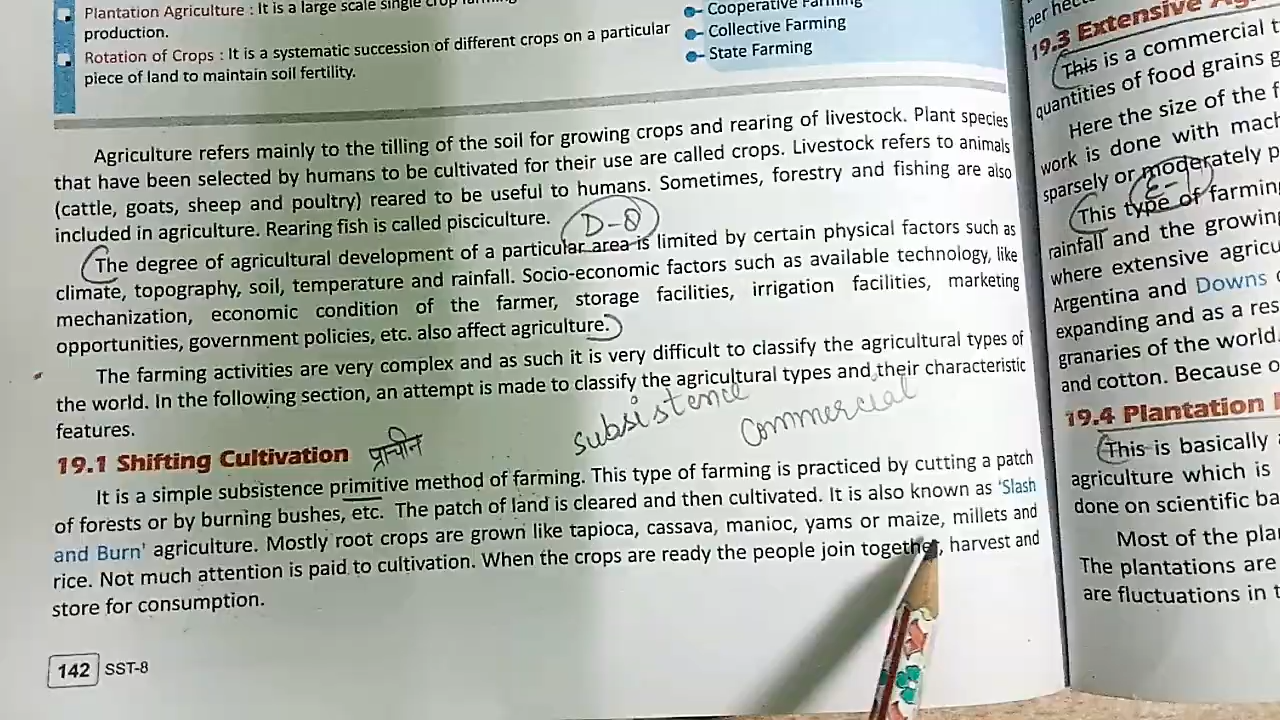 Plantation Agriculture : It is a large scale single crop
production.
Rotation of Crops : It is a systematic succession of different crops on a particular
piece of land to maintain soil fertility.
Cooperative Farming
Collective Farming
State Farming
Agriculture refers mainly to the tilling of the soil for growing crops and rearing of livestock. Plant species
that have been selected by humans to be cultivated for their use are called crops. Livestock refers to animals
(cattle, goats, sheep and poultry) reared to be useful to humans. Sometimes, forestry and fishing are also
included in agriculture. Rearing fish is called pisciculture.
The degree of agricultural development of a particular area is limited by certain physical factors such as
climate, topography, soil, temperature and rainfall. Socio-economic factors such as available technology, like
mechanization, economic condition of the farmer, storage facilities, irrigation facilities, marketing
opportunities, government policies, etc. also affect agriculture.
The farming activities are very complex and as such it is very difficult to classify the agricultural types of
the world. In the following section, an attempt is made to classify the agricultural types and their characteristic
features.
subsistence
commercial
19.1 Shifting Cultivation प्राचीन
It is a simple subsistence primitive method of farming. This type of farming is practiced by cutting a patch
of forests or by burning bushes, etc. The patch of land is cleared and then cultivated. It is also known as 'Slash
and Burn' agriculture. Mostly root crops are grown like tapioca, cassava, manioc, yams or maize, millets and
rice. Not much attention is paid to cultivation. When the crops are ready the people join together, harvest and
store for consumption.
142 SST-8
per
19.3 Extensive
This is a commercial
quantities of food grains
Here the size of the
work is done with
sparsely or moderately
This type of farming
rainfall and the growing
where extensive
Argentina and Downs
expanding and as a
granaries of the world.
and cotton. Because
19.4 Plantation
This is basically
agriculture which is
done on scientific
Most of the
The plantations are
are fluctuations in